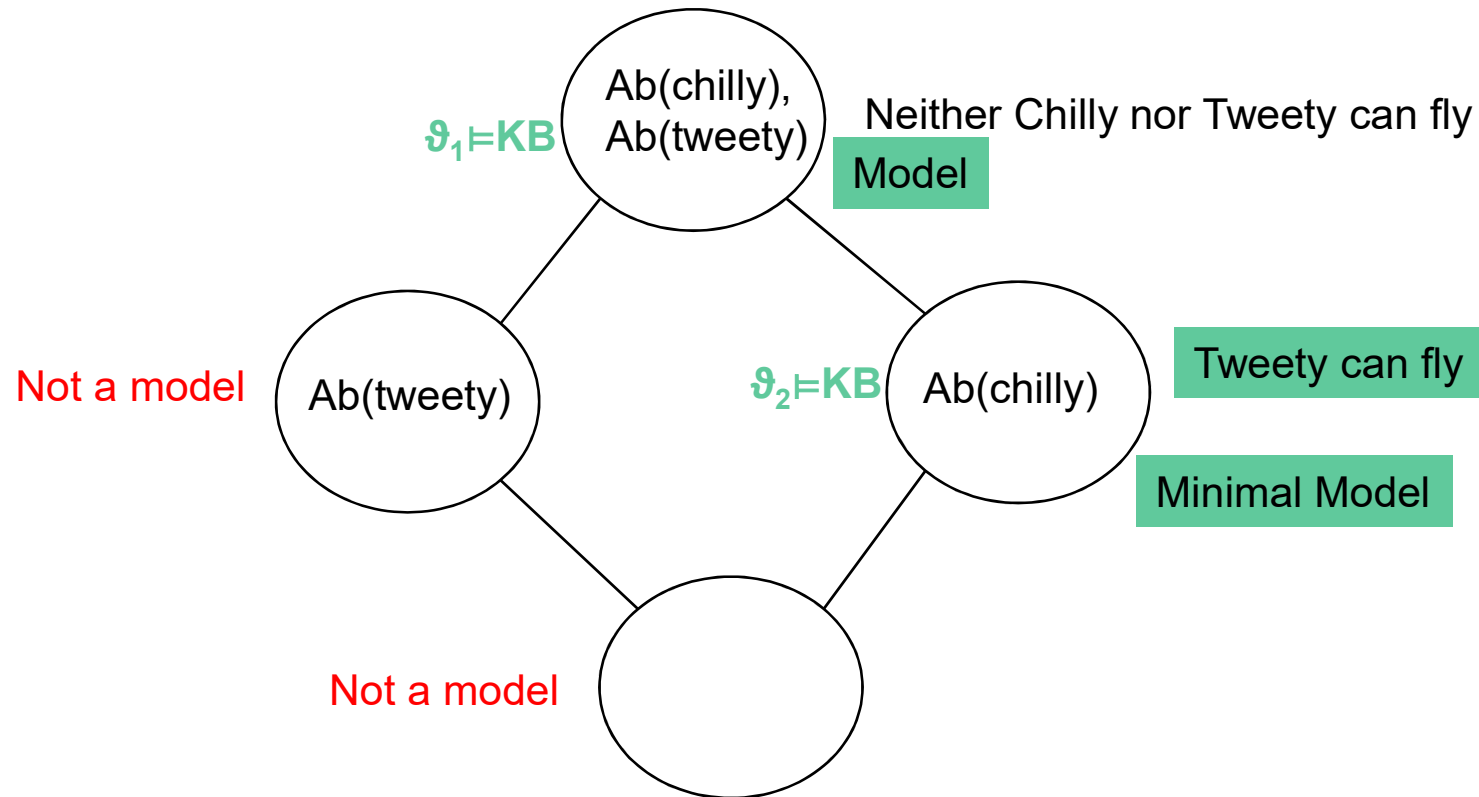 Ab(chilly),
Ab(tweety)
ϑ₁⊨KB
Neither Chilly nor Tweety can fly
Model
Not a model
Ab(tweety)
ϑ₂⊨KB
Ab(chilly)
Tweety can fly
Minimal Model
Not a model